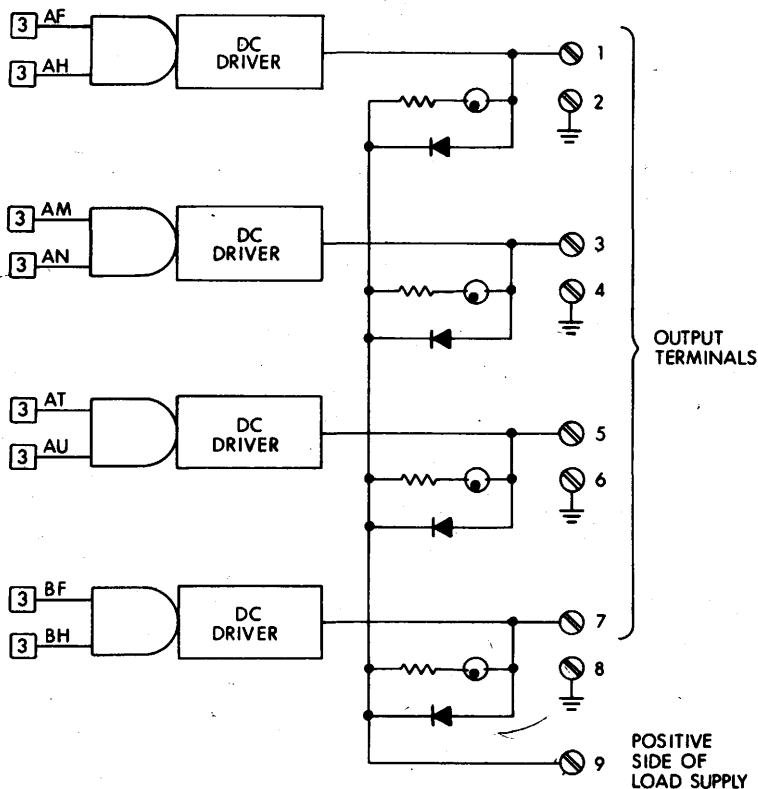 3 AF
3 AH
DC
DRIVER
1
2
3 AM
3 AN
DC
DRIVER
3
4
OUTPUT
TERMINALS
3 AT
3 AU
DC
DRIVER
5
6
3 BF
3 BH
DC
DRIVER
7
8
9
POSITIVE
SIDE OF
LOAD SUPPLY